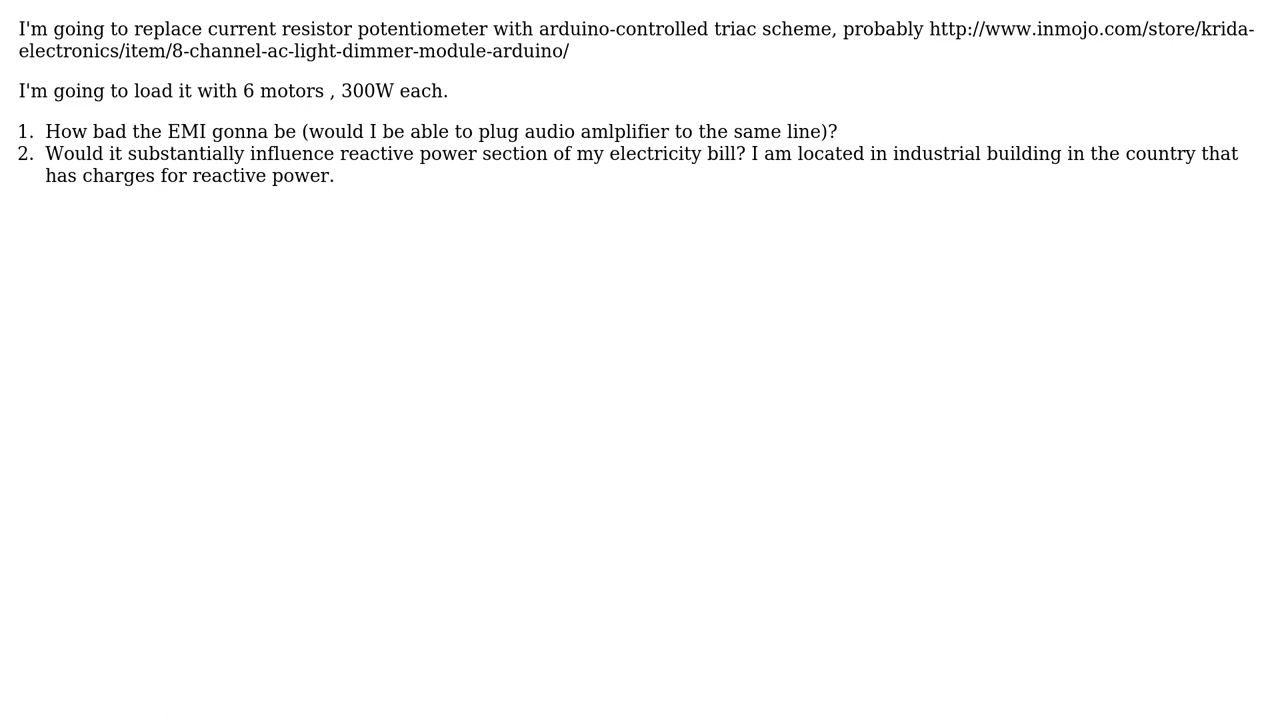 I'm going to replace current resistor potentiometer with arduino-controlled triac scheme, probably http://www.inmojo.com/store/krida-
electronics/item/8-channel-ac-light-dimmer-module-arduino/
I'm going to load it with 6 motors , 300W each.
1. How bad the EMI gonna be (would I be able to plug audio amlplifier to the same line)?
2. Would it substantially influence reactive power section of my electricity bill? I am located in industrial building in the country that
has charges for reactive power.